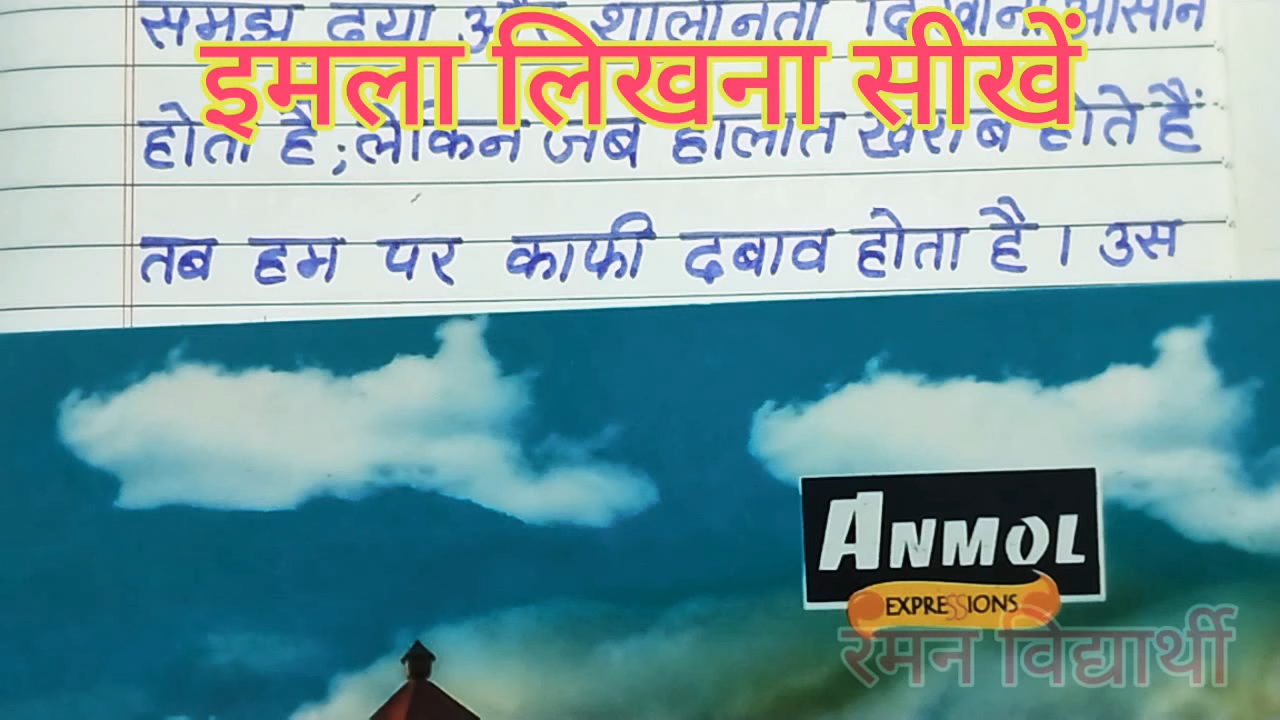 समझ दया और शालीनता दिखाना आसान
इमला लिखना सीखें
होता है;लेकिन जब हालात खराब होते हैं
तब हम पर काफी दबाव होता है । उस
ANMOL
EXPRESSIONS
रमन विद्यार्थी